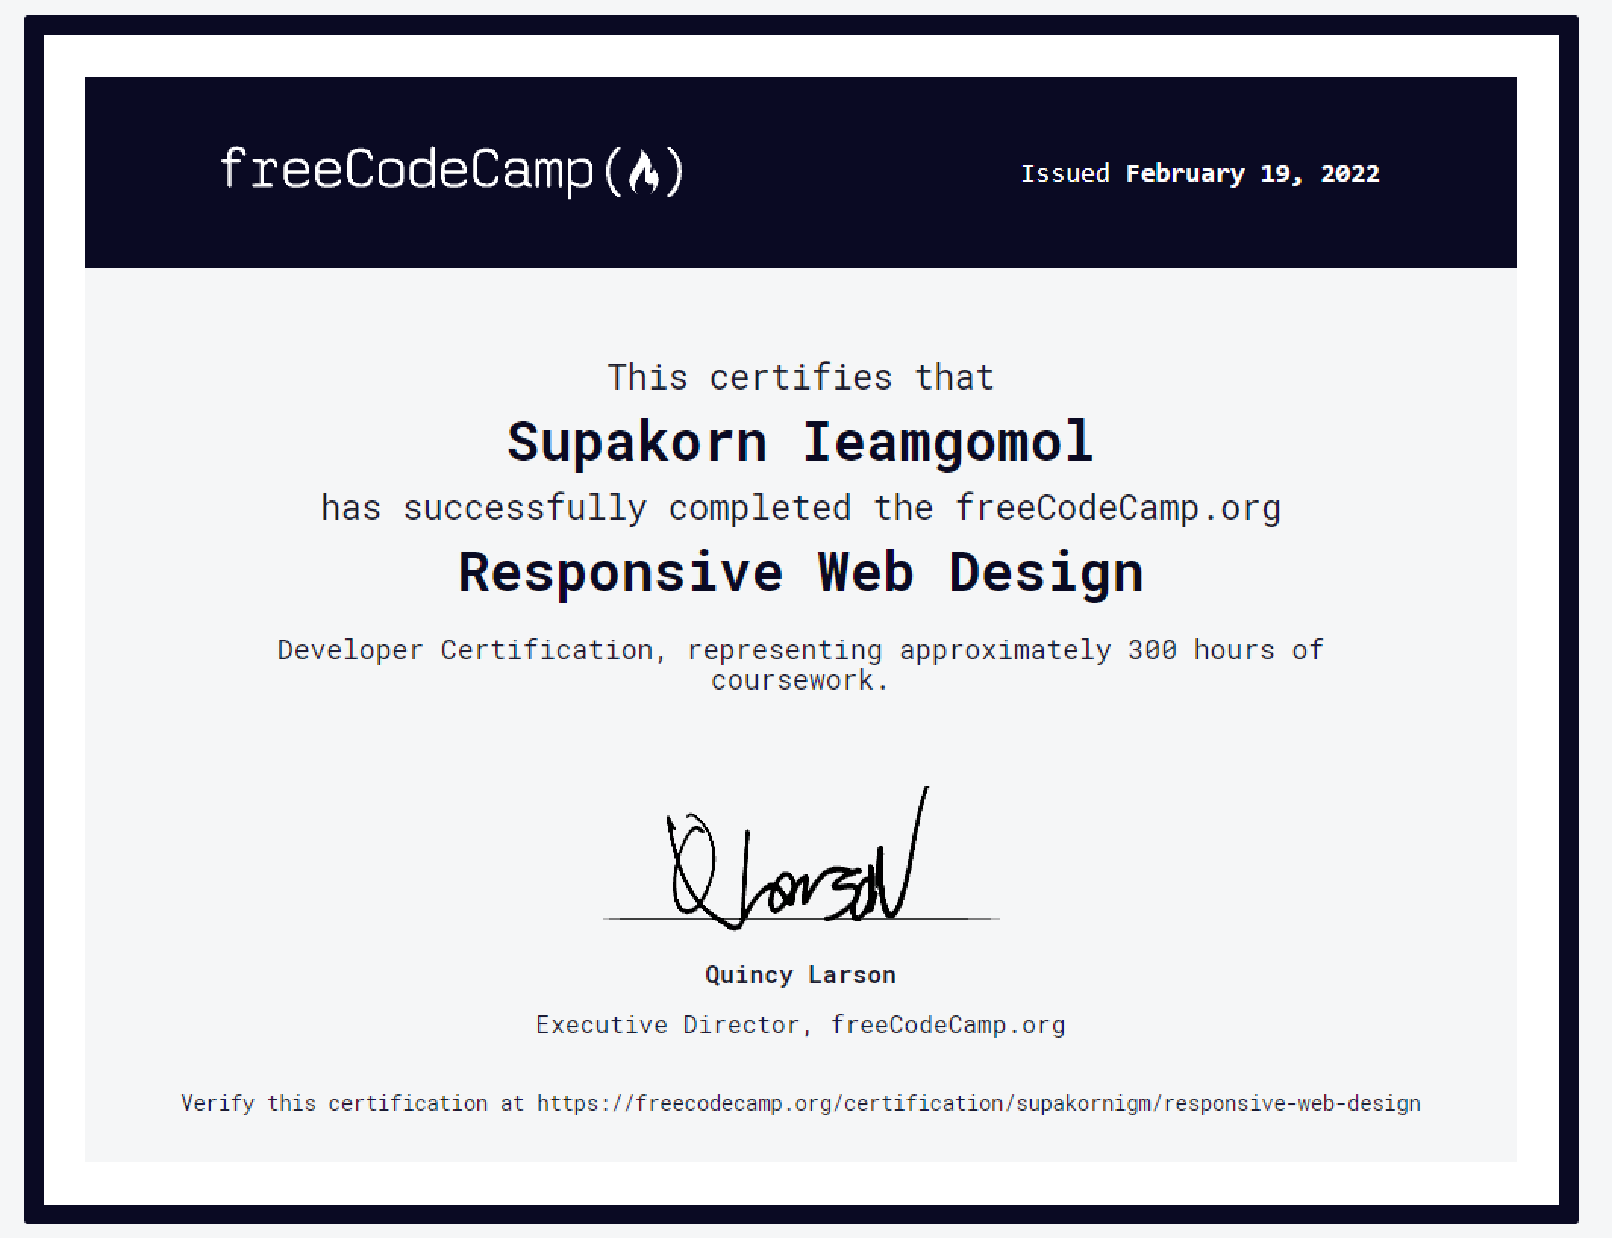 freeCodeCamp(🔥)
Issued February 19, 2022
This certifies that
Supakorn Ieamgomol
has successfully completed the freeCodeCamp.org
Responsive Web Design
Developer Certification, representing approximately 300 hours of
coursework.
QLarson
Quincy Larson
Executive Director, freeCodeCamp.org
Verify this certification at https://freecodecamp.org/certification/supakornigm/responsive-web-design